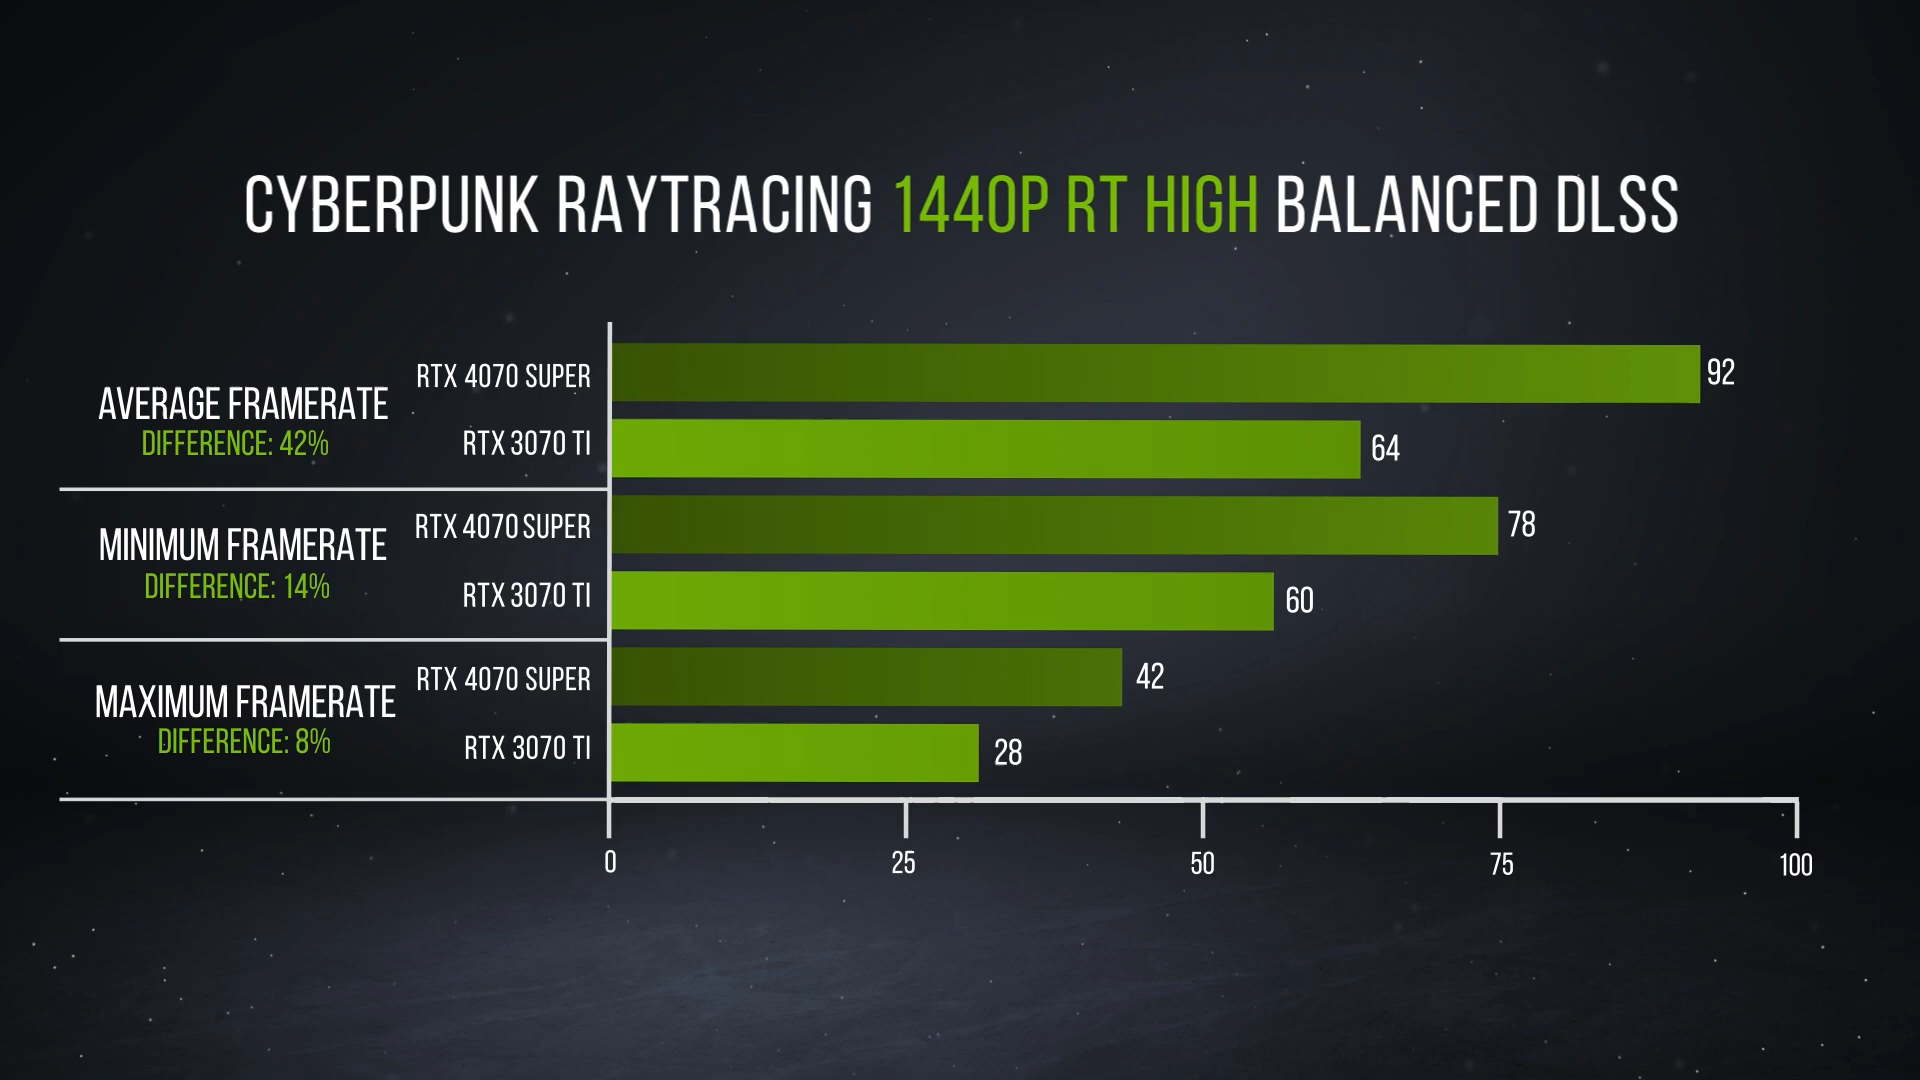 CYBERPUNK RAYTRACING 1440P RT HIGH BALANCED DLSS
AVERAGE FRAMERATE
DIFFERENCE: 42%
RTX 4070 SUPER
92
RTX 3070 TI
64
MINIMUM FRAMERATE
DIFFERENCE: 14%
RTX 4070 SUPER
78
RTX 3070 TI
60
MAXIMUM FRAMERATE
DIFFERENCE: 8%
RTX 4070 SUPER
42
RTX 3070 TI
28
0 25 50 75 100